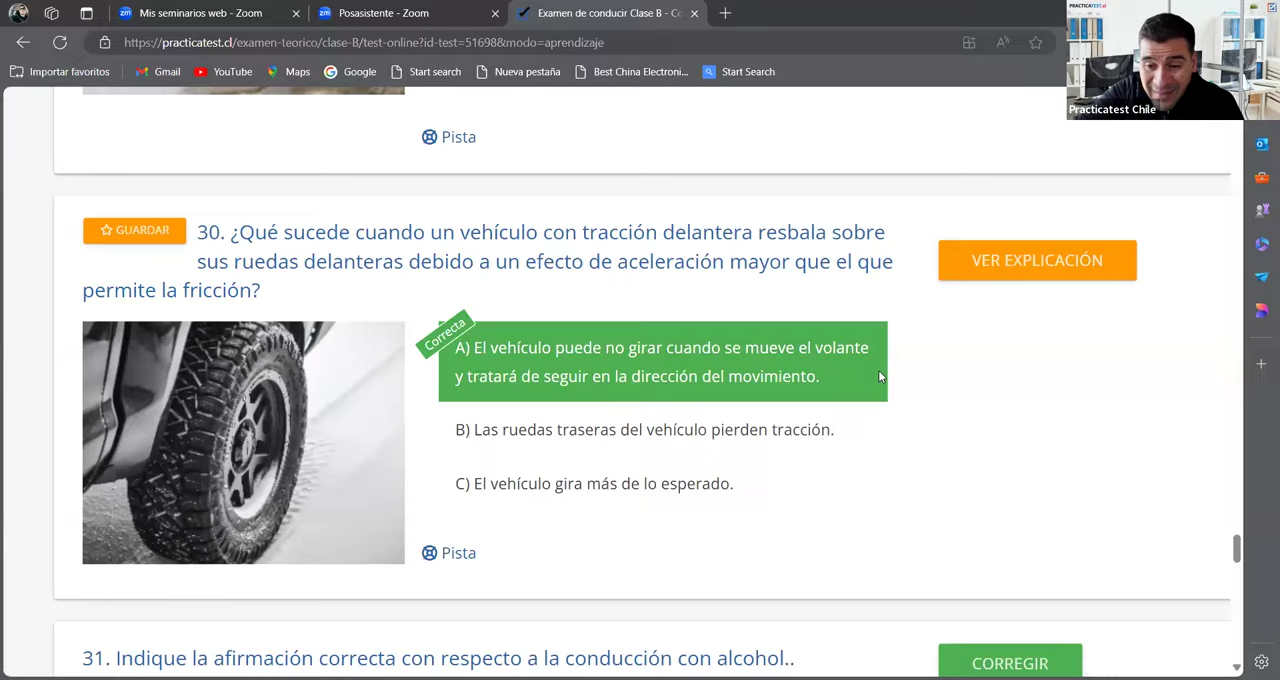 Mis seminarios web - Zoom
Posasistente - Zoom
Examen de conducir Clase B - Co
https://practicatest.cl/examen-teorico/clase-B/test-online?id-test=51698&modo=aprendizaje
Importar favoritos
Gmail
YouTube
Maps
Google
Start search
Nueva pestaña
Best China Electroni...
Start Search
PRACTICATEST.cl
Practicatest Chile
Pista
GUARDAR
30. ¿Qué sucede cuando un vehículo con tracción delantera resbala sobre
sus ruedas delanteras debido a un efecto de aceleración mayor que el que
permite la fricción?
VER EXPLICACIÓN
Correcta
A) El vehículo puede no girar cuando se mueve el volante
y tratará de seguir en la dirección del movimiento.
B) Las ruedas traseras del vehículo pierden tracción.
C) El vehículo gira más de lo esperado.
Pista
31. Indique la afirmación correcta con respecto a la conducción con alcohol..
CORREGIR